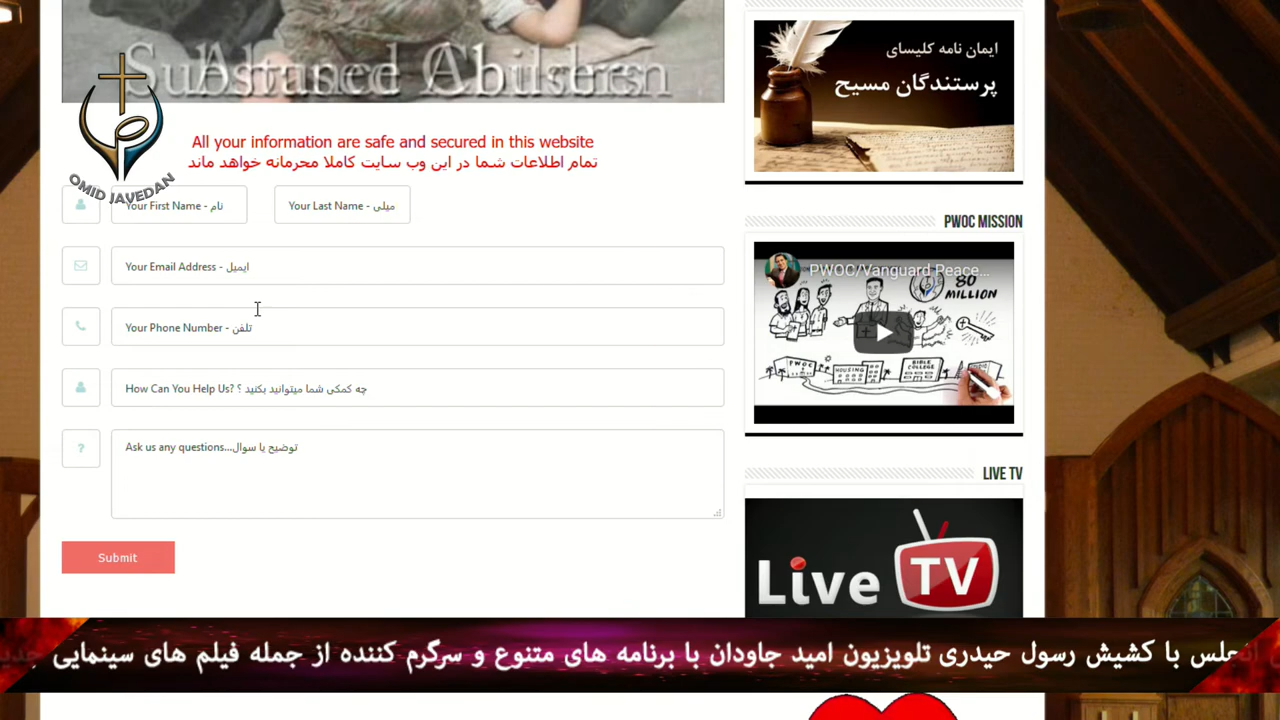 OMID JAVEDAN
All your information are safe and secured in this website
تمام اطلاعات شما در این وب سایت کاملا محرمانه خواهد ماند
Your First Name - نام
Your Last Name - میلی
Your Email Address - ایمیل
Your Phone Number - تلفن
How Can You Help Us? چه کمکی شما میتوانید بکنید ؟
?
Ask us any questions...توضیح یا سوال
Submit
ایمان نامه کلیسای
پرستندگان مسیح
PWOC MISSION
PWOC/Vanguard Peace...
80
MILLION
PWOC
HOUSING
BIBLE
COLLEGE
LIVE TV
Live TV
با کشیش رسول حیدری تلویزیون امید جاودان با برنامه های متنوع و سرگرم کننده از جمله فیلم های سینمایی